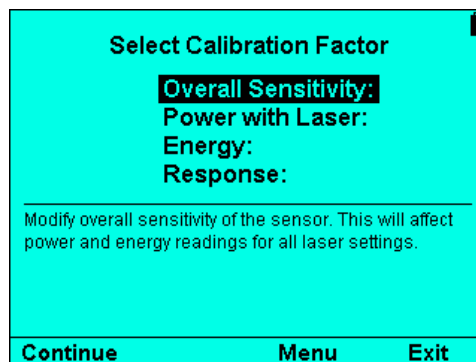 Select Calibration Factor
Overall Sensitivity:
Power with Laser:
Energy:
Response:
Modify overall sensitivity of the sensor. This will affect
power and energy readings for all laser settings.
Continue Menu Exit